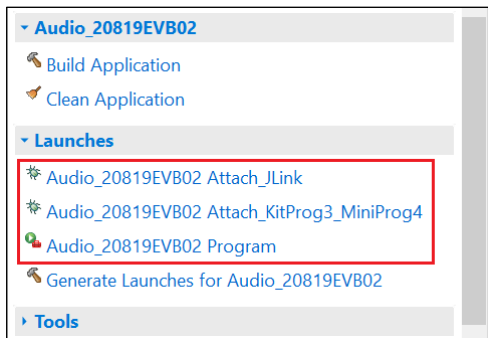 Audio_20819EVB02
Build Application
Clean Application
Launches
Audio_20819EVB02 Attach_JLink
Audio_20819EVB02 Attach_KitProg3_MiniProg4
Audio_20819EVB02 Program
Generate Launches for Audio_20819EVB02
Tools